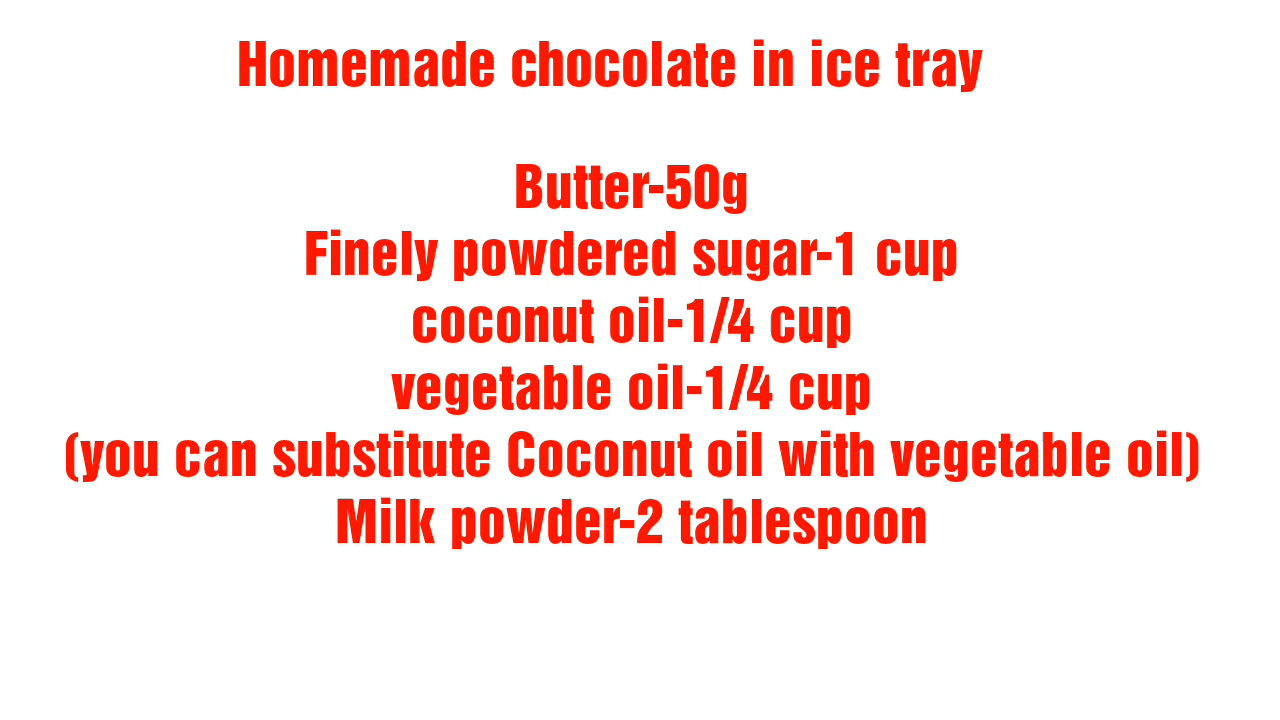 Homemade chocolate in ice tray
Butter-50g
Finely powdered sugar-1 cup
coconut oil-1/4 cup
vegetable oil-1/4 cup
(you can substitute Coconut oil with vegetable oil)
Milk powder-2 tablespoon